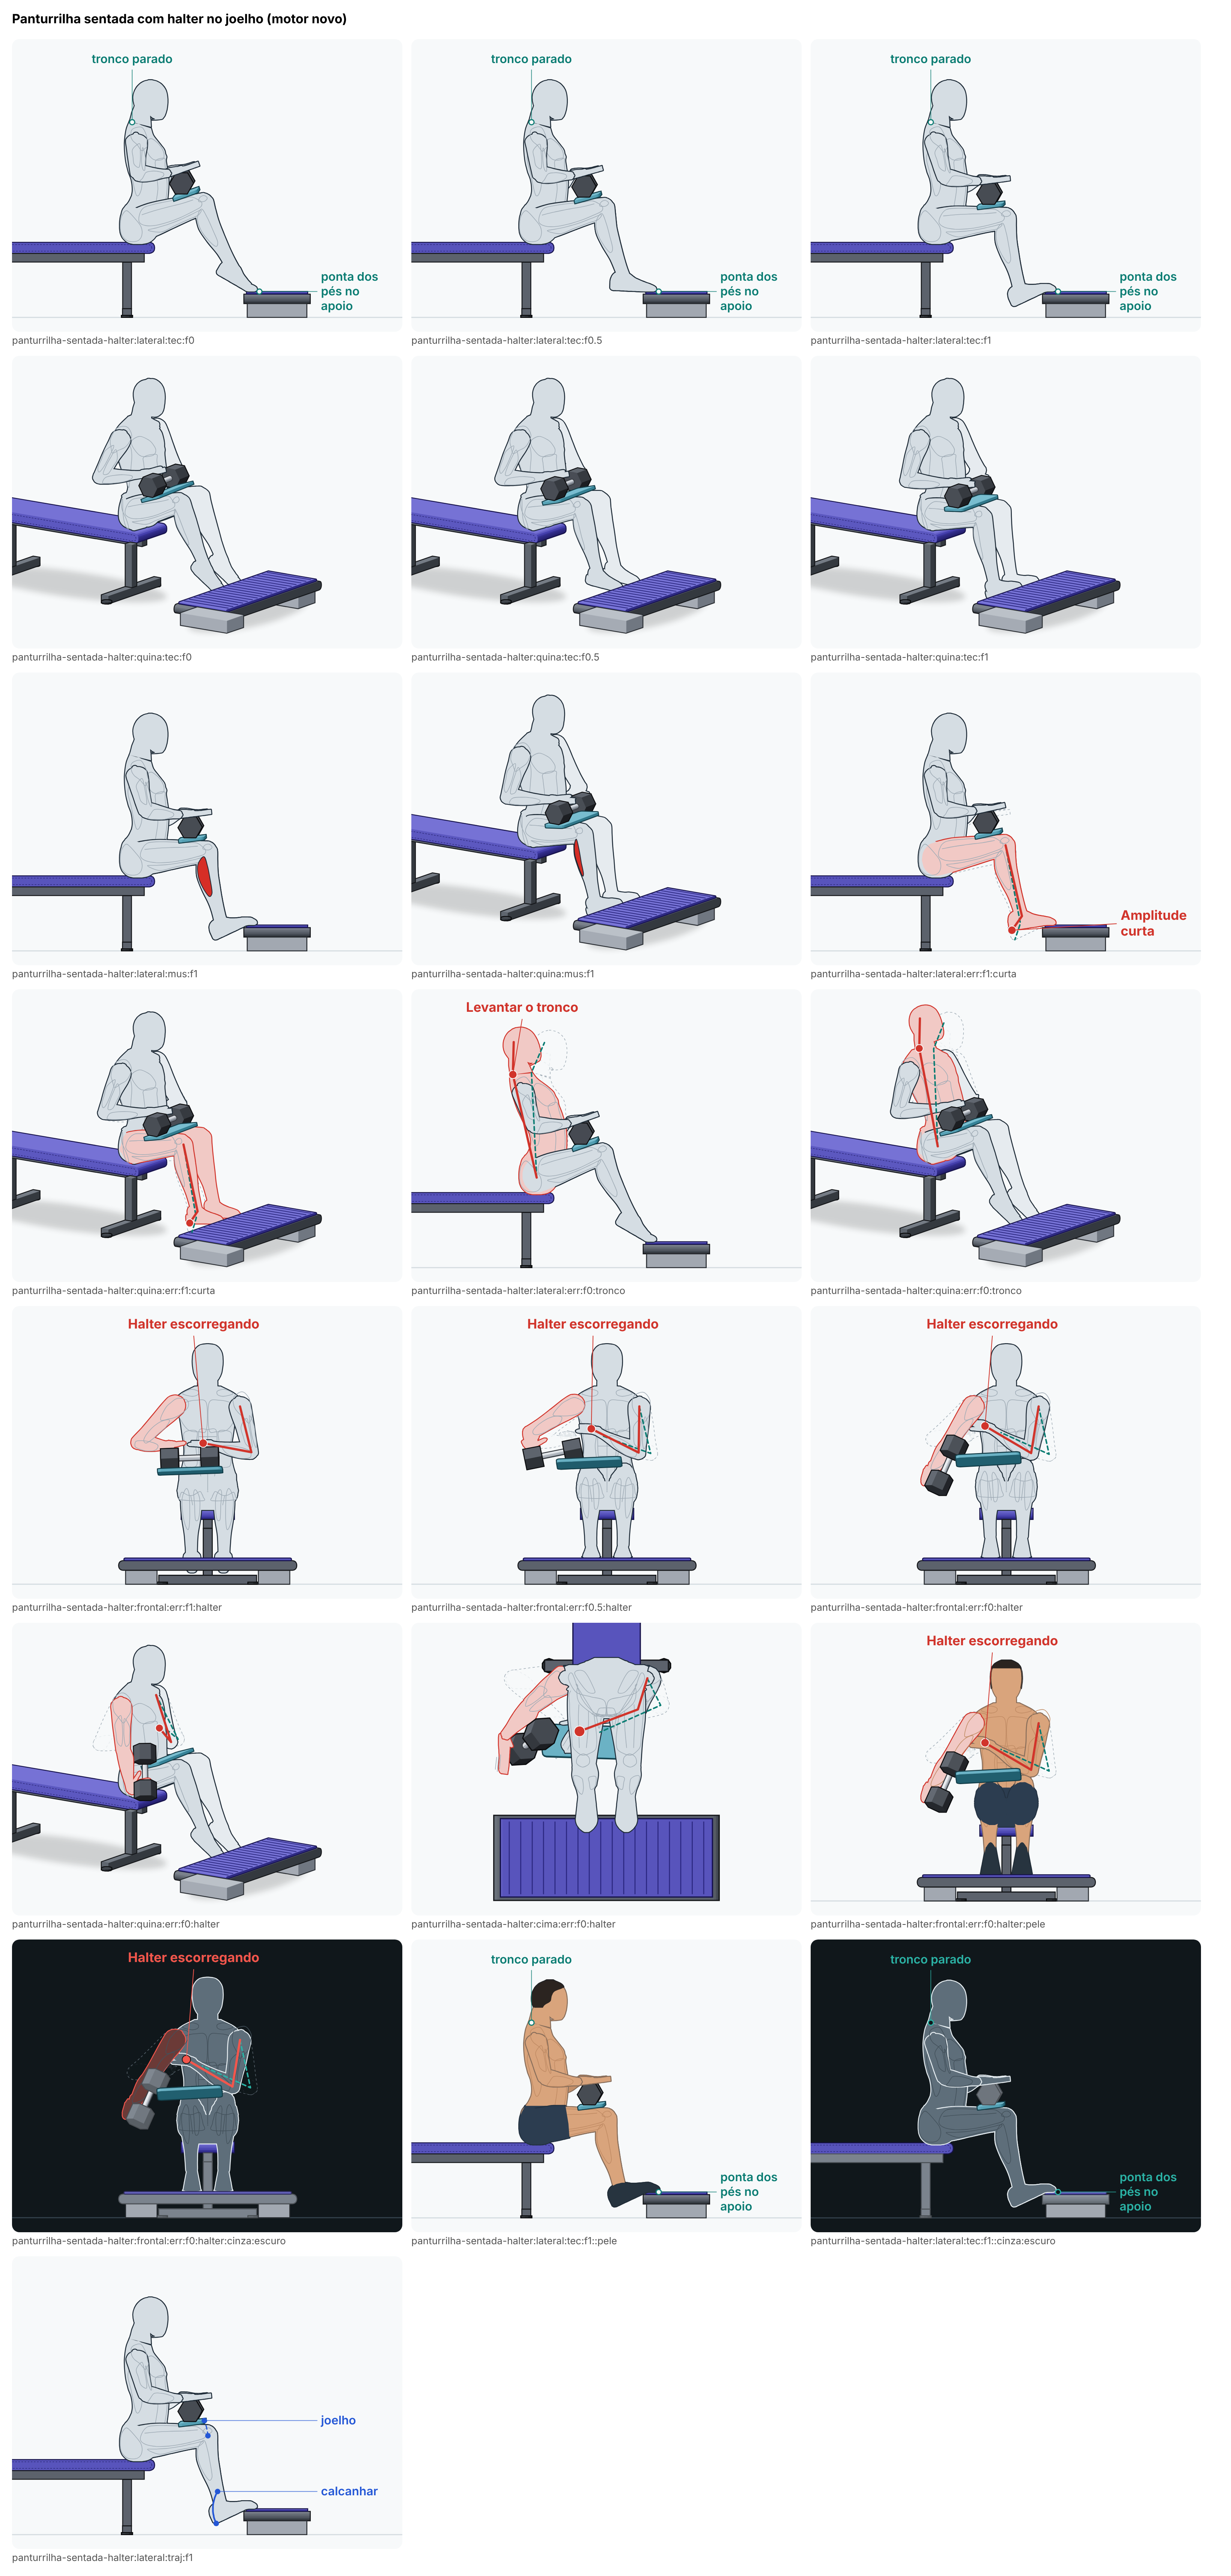 Panturrilha sentada com halter no joelho (motor novo)
tronco parado
ponta dos
pés no
apoio
panturrilha-sentada-halter:lateral:tec:f0
tronco parado
ponta dos
pés no
apoio
panturrilha-sentada-halter:lateral:tec:f0.5
tronco parado
ponta dos
pés no
apoio
panturrilha-sentada-halter:lateral:tec:f1
panturrilha-sentada-halter:quina:tec:f0
panturrilha-sentada-halter:quina:tec:f0.5
panturrilha-sentada-halter:quina:tec:f1
panturrilha-sentada-halter:lateral:mus:f1
panturrilha-sentada-halter:quina:mus:f1
Amplitude
curta
panturrilha-sentada-halter:lateral:err:f1:curta
panturrilha-sentada-halter:quina:err:f1:curta
Levantar o tronco
panturrilha-sentada-halter:lateral:err:f0:tronco
panturrilha-sentada-halter:quina:err:f0:tronco
Halter escorregando
panturrilha-sentada-halter:frontal:err:f1:halter
Halter escorregando
panturrilha-sentada-halter:frontal:err:f0.5:halter
Halter escorregando
panturrilha-sentada-halter:frontal:err:f0:halter
panturrilha-sentada-halter:quina:err:f0:halter
panturrilha-sentada-halter:cima:err:f0:halter
Halter escorregando
panturrilha-sentada-halter:frontal:err:f0:halter:pele
Halter escorregando
panturrilha-sentada-halter:frontal:err:f0:halter:cinza:escuro
tronco parado
ponta dos
pés no
apoio
panturrilha-sentada-halter:lateral:tec:f1::pele
tronco parado
ponta dos
pés no
apoio
panturrilha-sentada-halter:lateral:tec:f1::cinza:escuro
joelho
calcanhar
panturrilha-sentada-halter:lateral:traj:f1